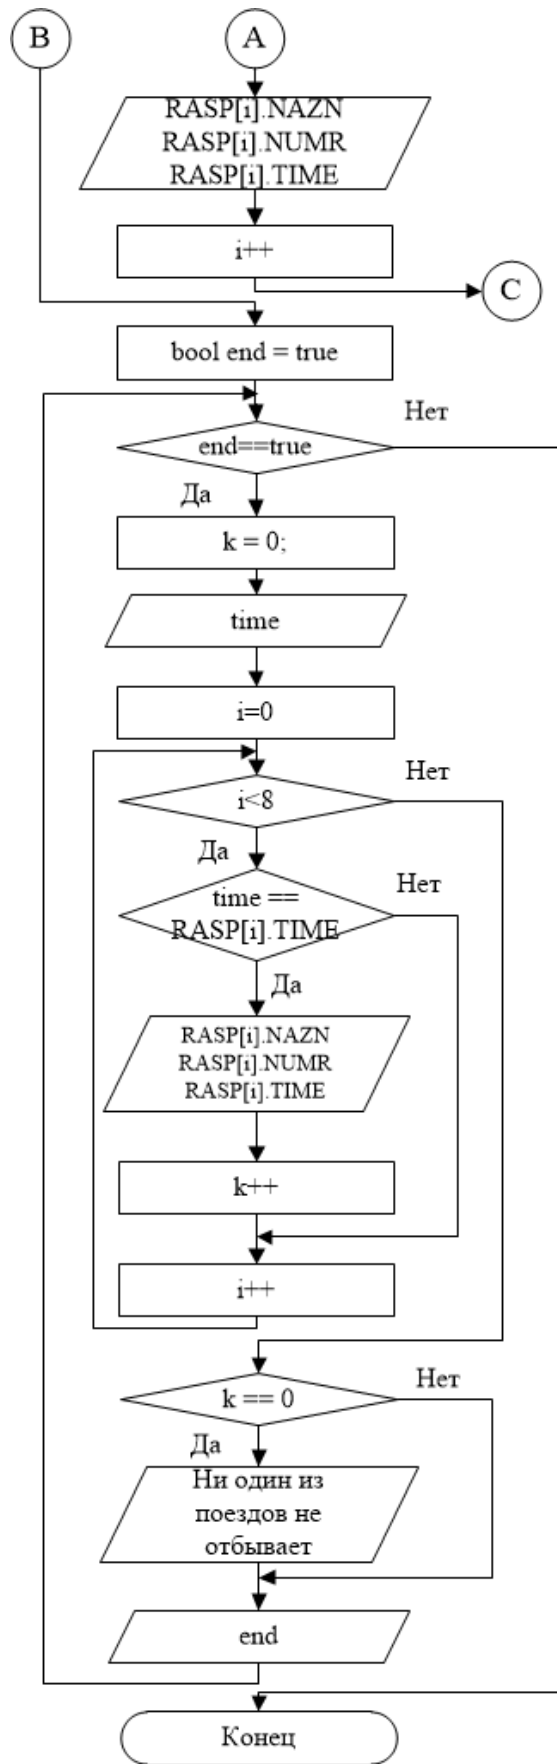 B
A
RASP[i].NAZN
RASP[i].NUMR
RASP[i].TIME
i++
C
bool end = true
Нет
end==true
Да
k = 0;
time
i=0
Нет
i<8
Да
Нет
time ==
RASP[i].TIME
Да
RASP[i].NAZN
RASP[i].NUMR
RASP[i].TIME
k++
i++
Нет
k == 0
Да
Ни один из
поездов не
отбывает
end
Конец